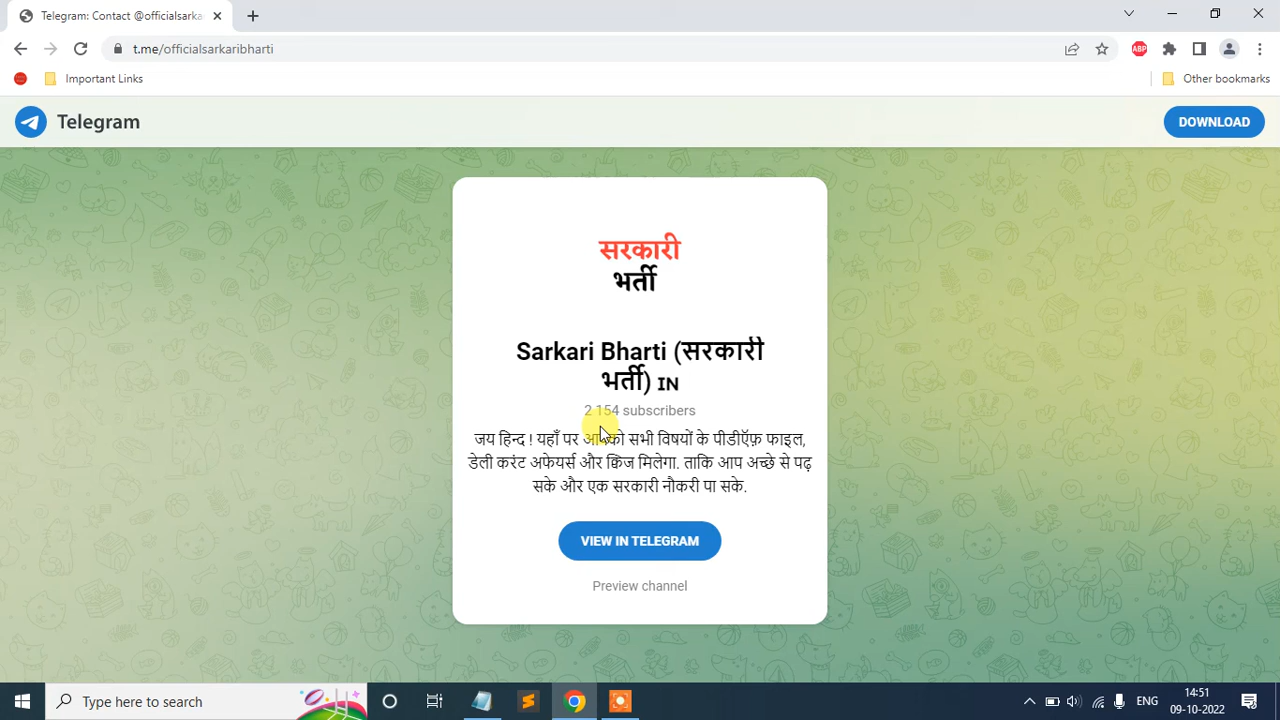 Telegram: Contact @officialsarka
t.me/officialsarkaribharti
ABP
Important Links
Other bookmarks
Telegram
DOWNLOAD
सरकारी
भर्ती
Sarkari Bharti (सरकारी
भर्ती) IN
2 154 subscribers
जय हिन्द ! यहाँ पर आपको सभी विषयों के पीडीऍफ़ फाइल,
डेली करंट अफेयर्स और क्विज मिलेगा. ताकि आप अच्छे से पढ़
सके और एक सरकारी नौकरी पा सके.
VIEW IN TELEGRAM
Preview channel
Type here to search
ENG
14:51
09-10-2022